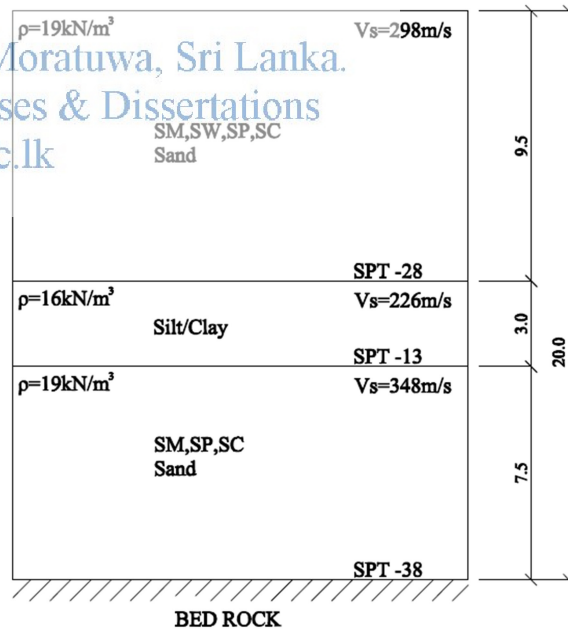 ρ=19kN/m³
Vs=298m/s
Moratuwa, Sri Lanka.
ses & Dissertations
c.lk
SM,SW,SP,SC
Sand
9.5
SPT -28
ρ=16kN/m³
Vs=226m/s
Silt/Clay
3.0
SPT -13
20.0
ρ=19kN/m³
Vs=348m/s
SM,SP,SC
Sand
7.5
SPT -38
BED ROCK